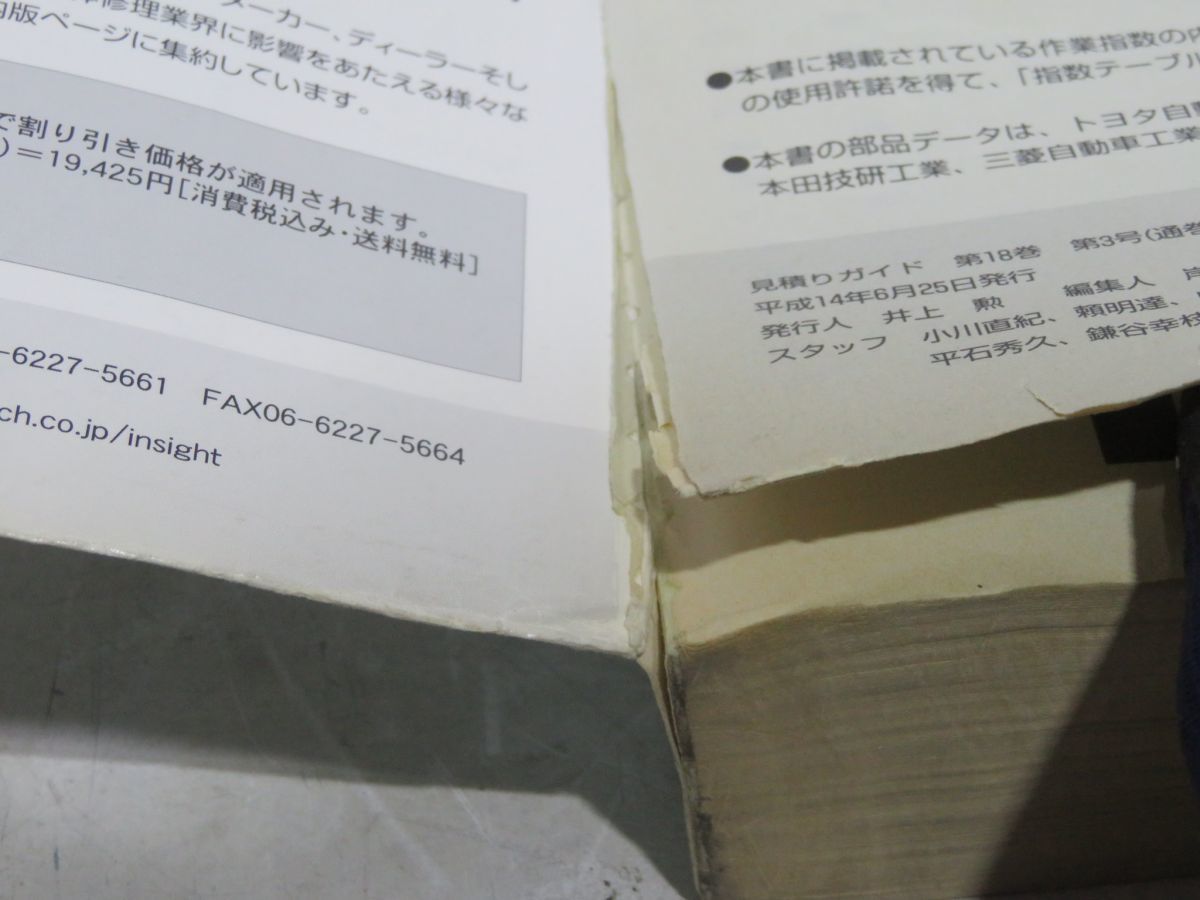 メーカー、ディーラーそし
修理業界に影響をあたえる様々な
版ページに集約しています。
で割り引き価格が適用されます。
)＝19,425円[消費税込み・送料無料]
-6227-5661 FAX06-6227-5664
ch.co.jp/insight
●本書に掲載されている作業指数の内
の使用許諾を得て、「指数テーブル
●本書の部品データは、トヨタ自動
本田技研工業、三菱自動車工業
見積りガイド 第18巻 第3号(通巻
平成14年6月25日発行
発行人 井上 勲 編集人 岸
スタッフ 小川直紀、頼明達、
平石秀久、鎌谷幸枝